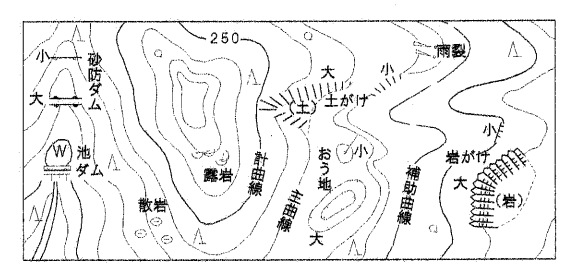 250
小
砂防ダム
大
W
池
ダム
散岩
露岩
計曲線
主曲線
大
(土)
土がけ
小
雨裂
おう地
小
大
補助曲線
小
岩がけ
大
(岩)